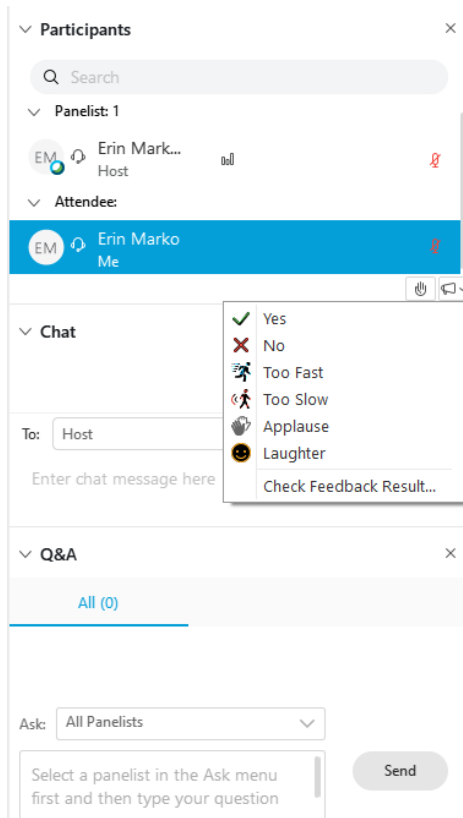 Participants
Search
Panelist: 1
EM
Erin Mark...
Host
Attendee:
EM
Erin Marko
Me
Yes
No
Too Fast
Too Slow
Applause
Laughter
Check Feedback Result...
Chat
To:
Host
Enter chat message here
Q&A
All (0)
Ask:
All Panelists
Select a panelist in the Ask menu
first and then type your question
Send